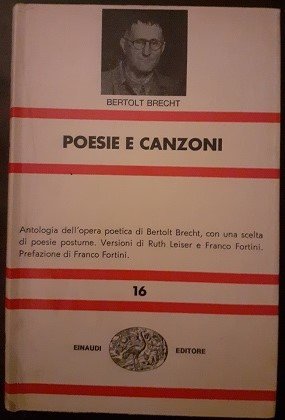 BERTOLT BRECHT
POESIE E CANZONI
Antologia dell'opera poetica di Bertolt Brecht, con una scelta
di poesie postume. Versioni di Ruth Leiser e Franco Fortini.
Prefazione di Franco Fortini.
16
EINAUDI EDITORE